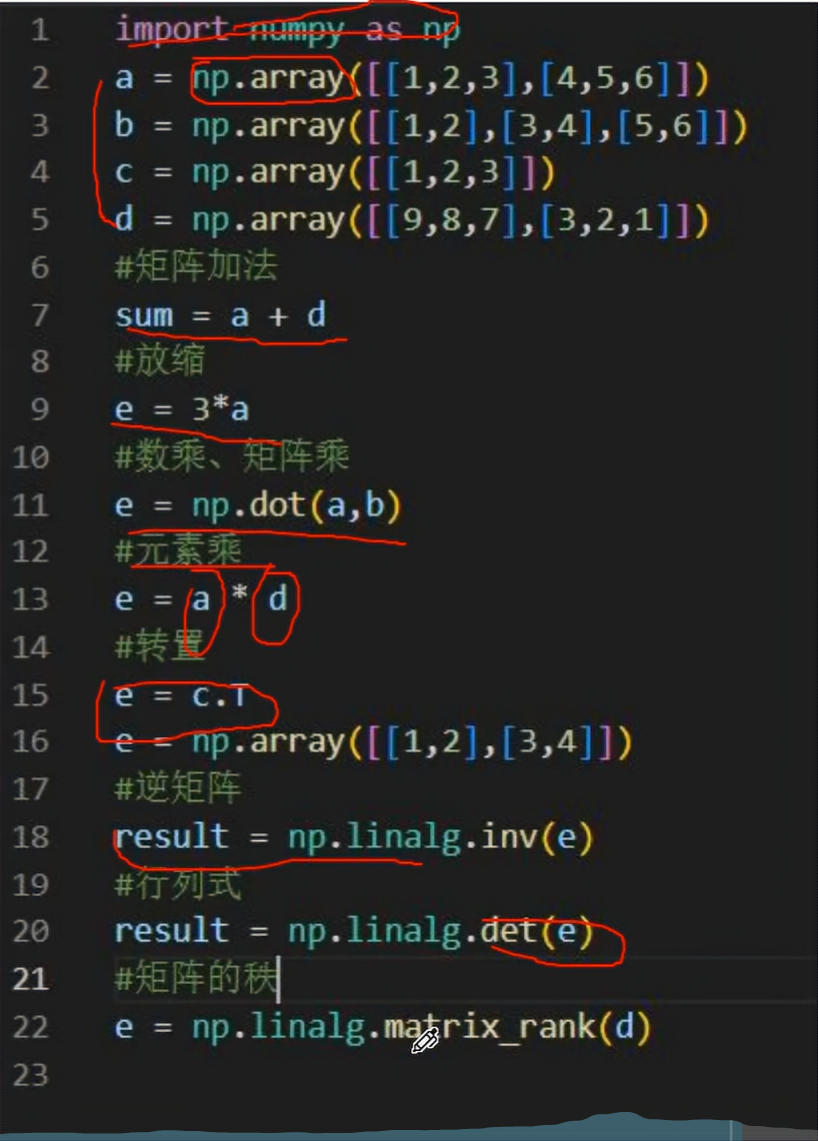 1 import numpy as np
2 a = np.array([[1,2,3],[4,5,6]])
3 b = np.array([[1,2],[3,4],[5,6]])
4 c = np.array([[1,2,3]])
5 d = np.array([[9,8,7],[3,2,1]])
6 #矩阵加法
7 sum = a + d
8 #放缩
9 e = 3*a
10 #数乘、矩阵乘
11 e = np.dot(a,b)
12 #元素乘
13 e = a * d
14 #转置
15 e = c.T
16 e = np.array([[1,2],[3,4]])
17 #逆矩阵
18 result = np.linalg.inv(e)
19 #行列式
20 result = np.linalg.det(e)
21 #矩阵的秩
22 e = np.linalg.matrix_rank(d)
23